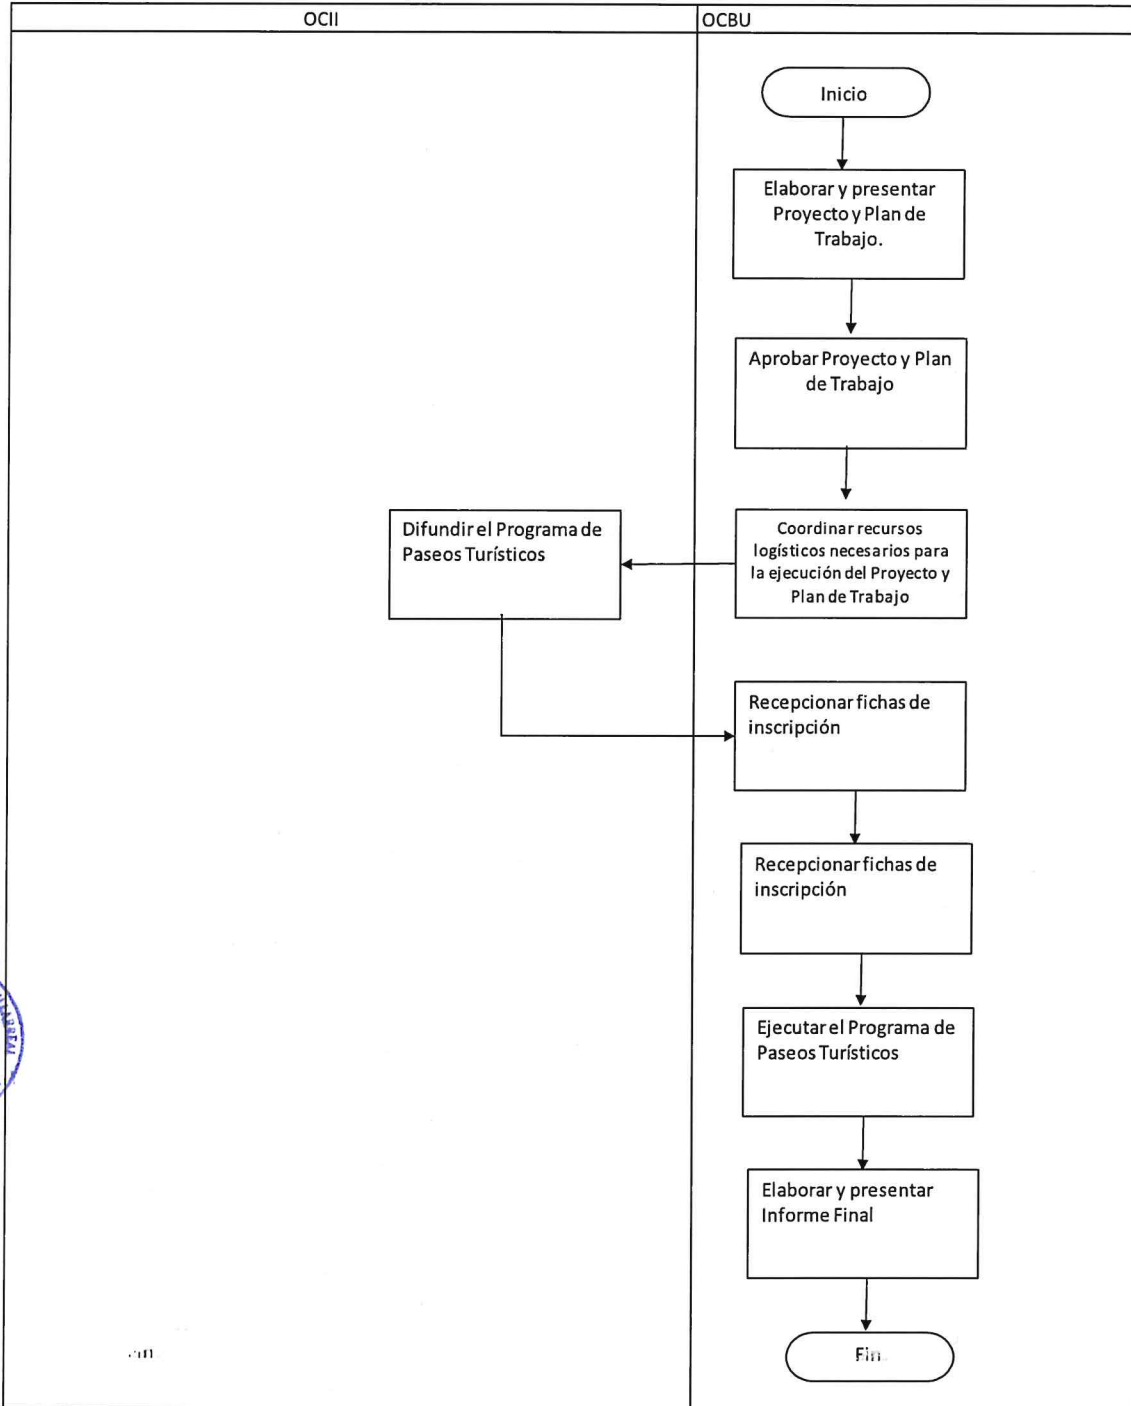 OCII
OCBU
Inicio
Elaborar y presentar
Proyecto y Plan de
Trabajo.
Aprobar Proyecto y Plan
de Trabajo
Coordinar recursos
logísticos necesarios para
la ejecución del Proyecto y
Plan de Trabajo
Difundir el Programa de
Paseos Turísticos
Recepcionar fichas de
inscripción
Recepcionar fichas de
inscripción
Ejecutar el Programa de
Paseos Turísticos
Elaborar y presentar
Informe Final
Fin